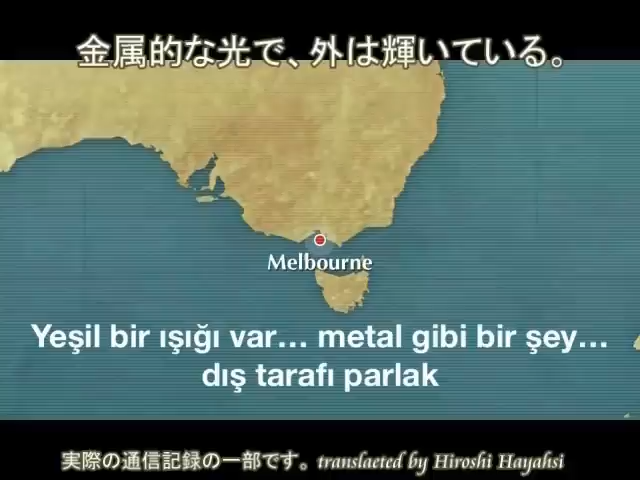 金属的な光で、外は輝いている。
Melbourne
Yeşil bir ışığı var... metal gibi bir şey...
dış tarafı parlak
実際の通信記録の一部です。translaeted by Hiroshi Hayahsi